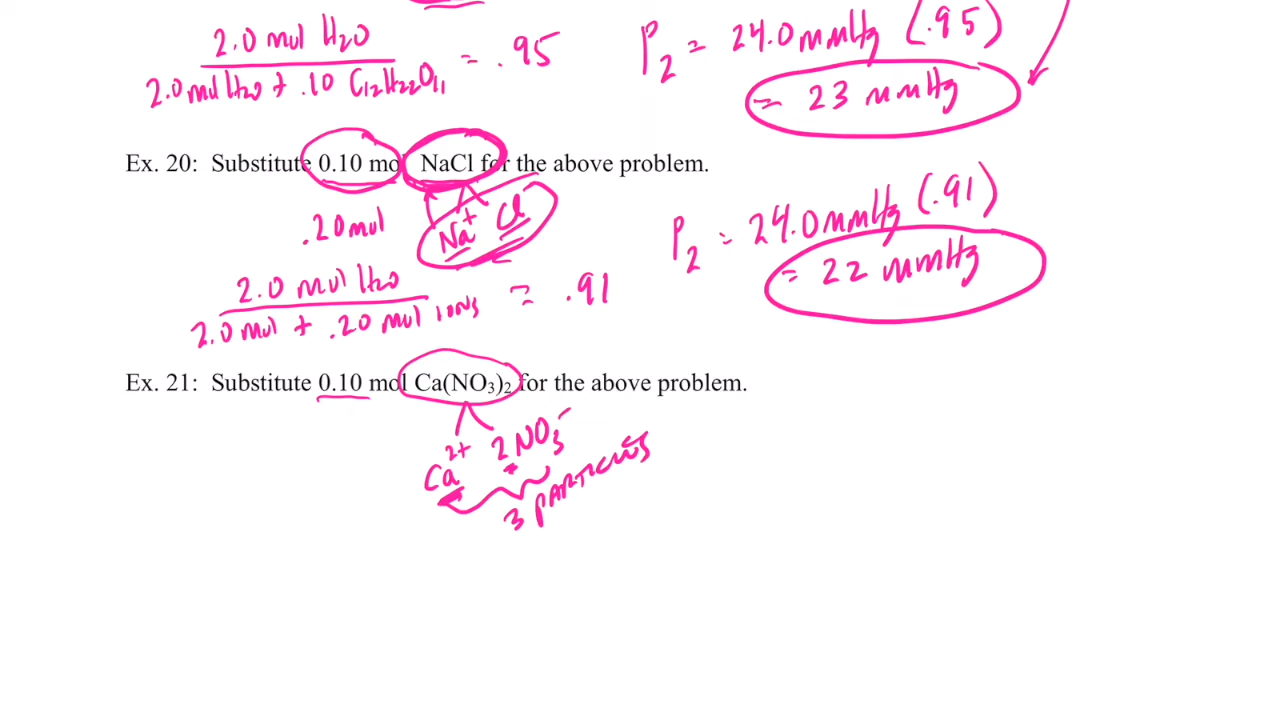 2.0 mol H2O
2.0 mol H2O + .10 C12H22O11
= .95
P2 = 24.0 mmHg (.95)
= 23 mmHg
Ex. 20: Substitute 0.10 mol NaCl for the above problem.
.20 mol
Na+ Cl-
2.0 mol H2O
2.0 mol + .20 mol ions
= .91
P2 = 24.0 mmHg (.91)
= 22 mmHg
Ex. 21: Substitute 0.10 mol Ca(NO3)2 for the above problem.
Ca2+ 2NO3-
3 PARTICLES